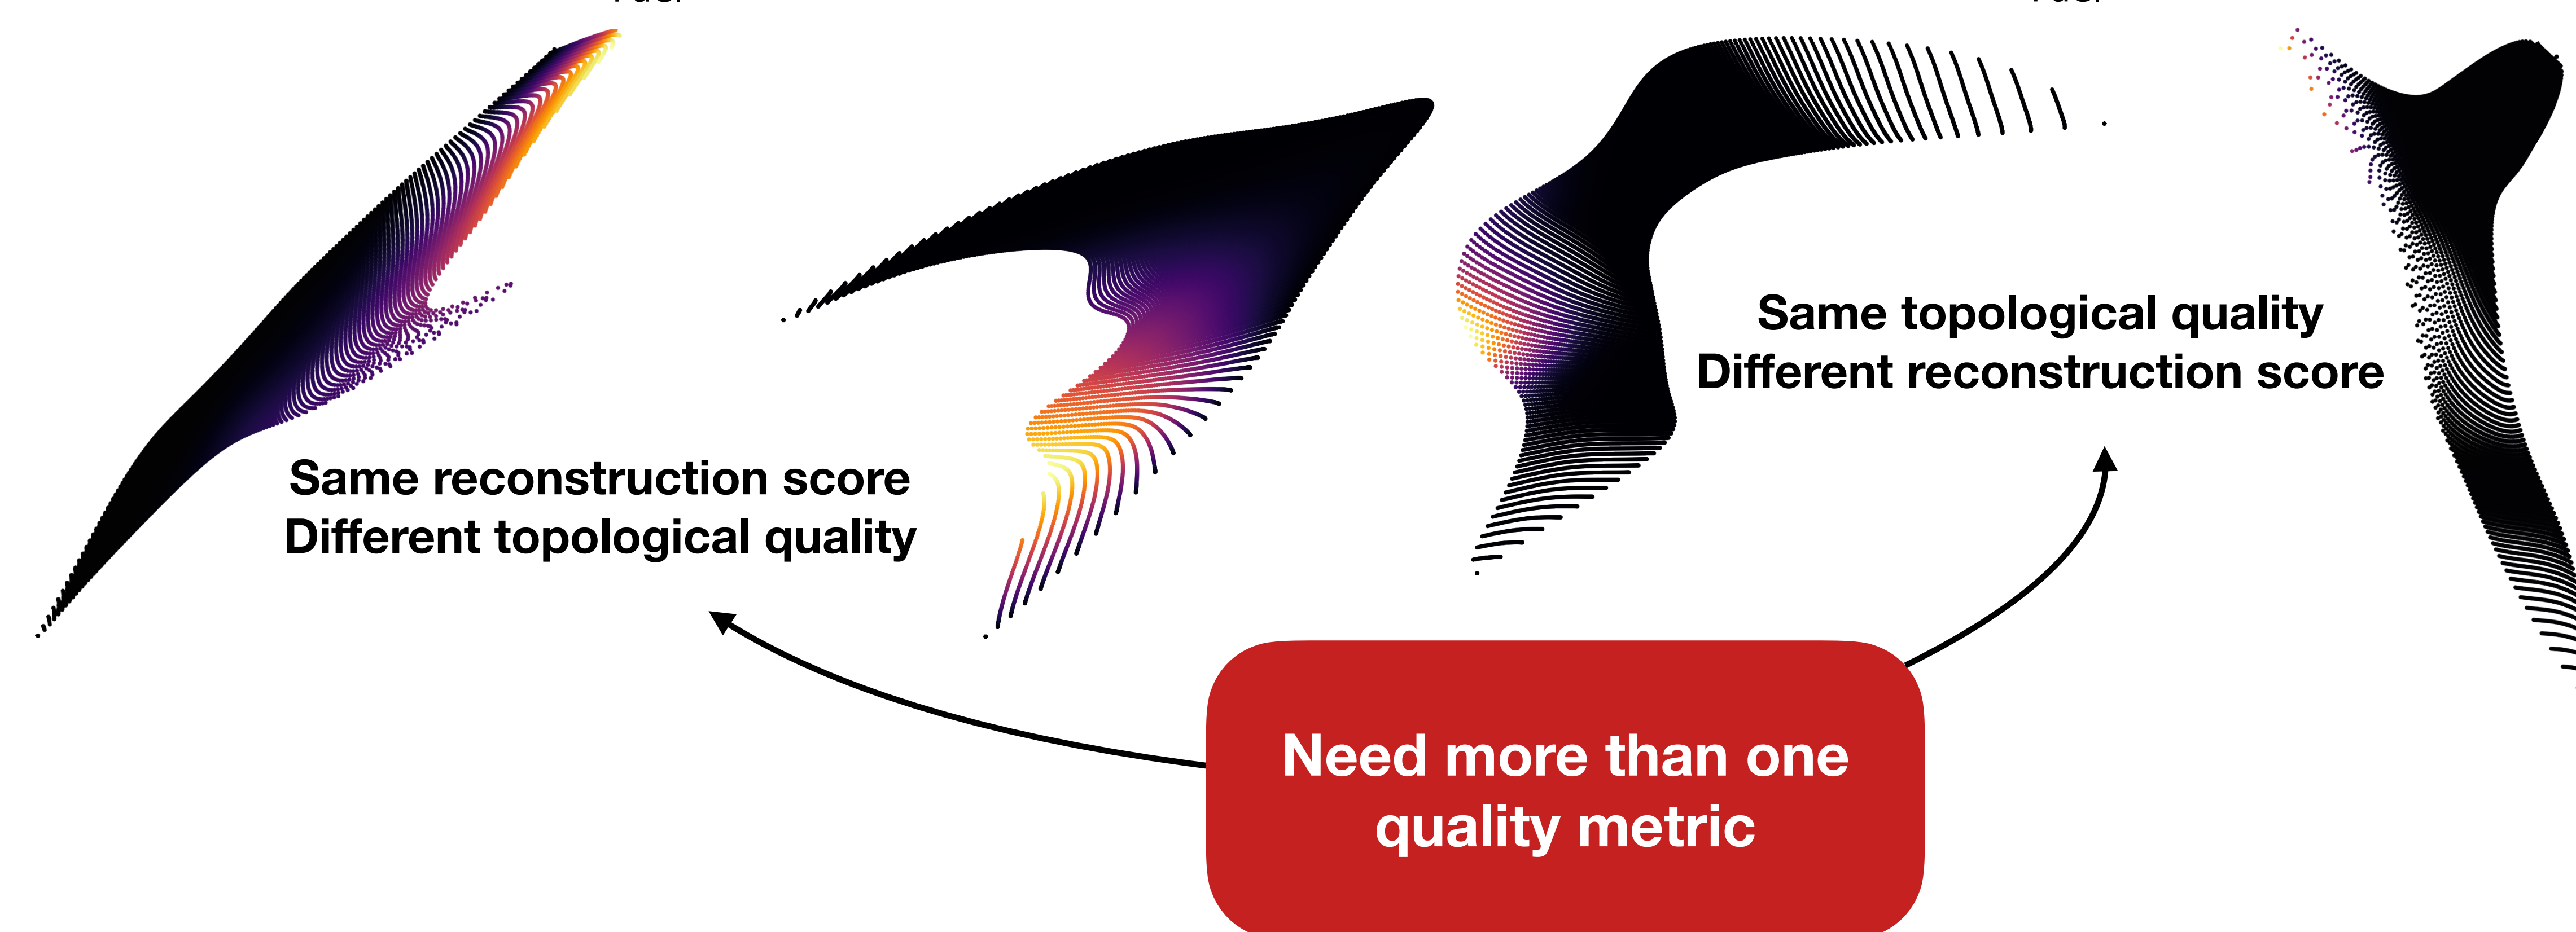 Same topological quality
Different reconstruction score
Same reconstruction score
Different topological quality
Need more than one
quality metric